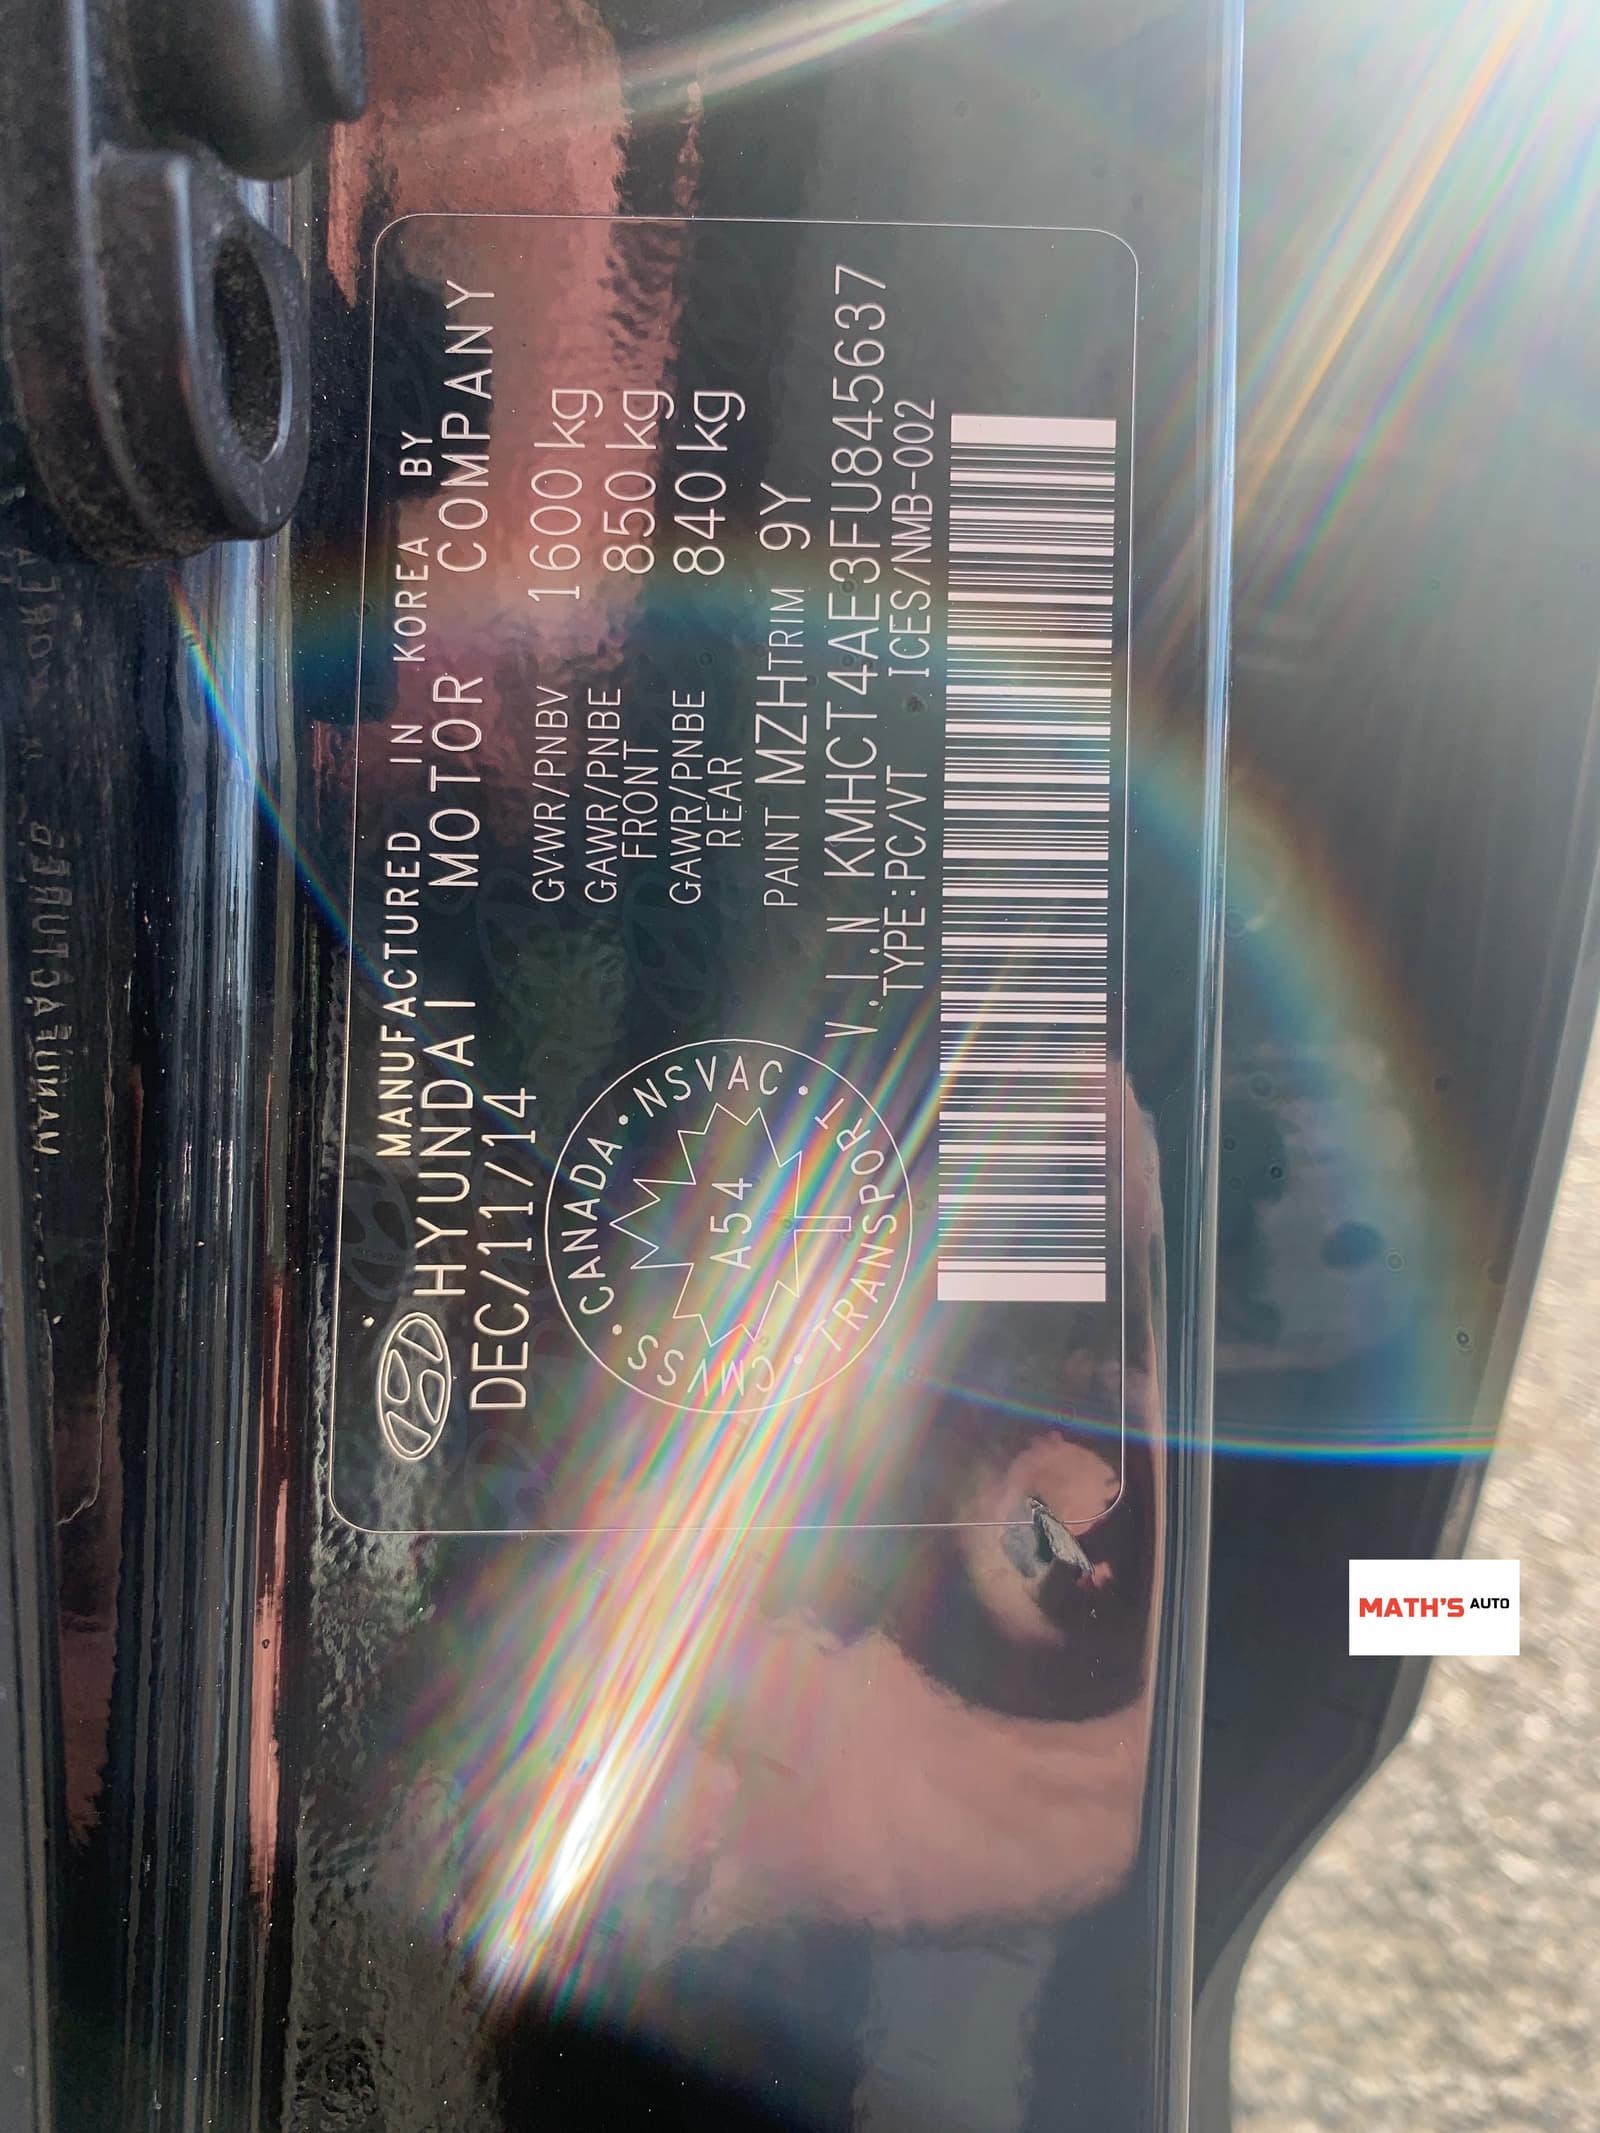 MANUFACTURED IN KOREA BY
HYUNDAI MOTOR COMPANY
DEC/11/14
GVWR/PNBV 1600 kg
GAWR/PNBE 850 kg
FRONT
GAWR/PNBE 840 kg
REAR
PAINT MZH TRIM 9Y
V.I.N KMHCT4AE3FU845637
TYPE:PC/VT ICES/NMB-002
CMVSS • CANADA • NSVAC • TRANSPORT •
A54
MATH'S AUTO